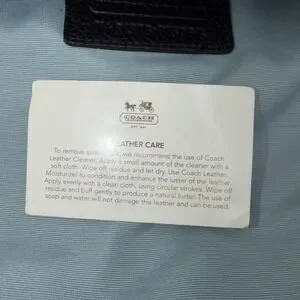 COACH
EST. 1941
LEATHER CARE
To remove spots, we recommend the use of Coach
Leather Cleaner. Apply a small amount of the cleaner with a
soft cloth. Wipe off residue and let dry. Use Coach Leather
Moisturizer to condition and enhance the luster of the leather.
Apply evenly with a clean cloth, using circular strokes. Wipe off
residue and buff gently to produce a natural luster. The use of
soap and water will not damage this leather and can be used.